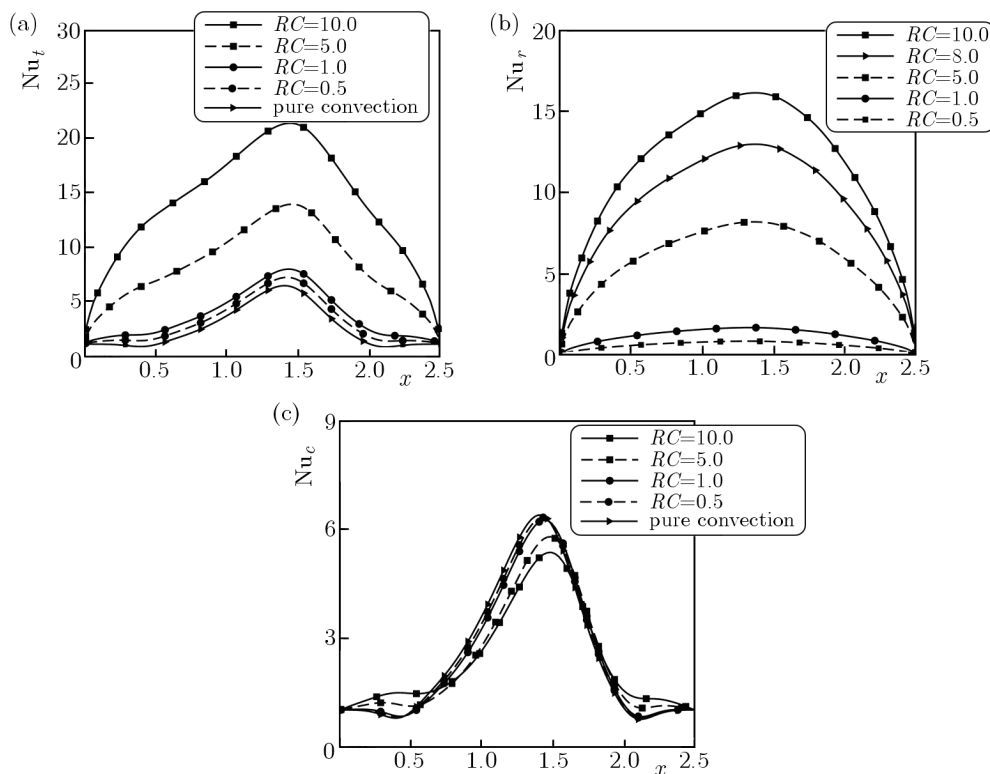 (a)
Nu_t
30
25
20
15
10
5
0
0.5
1.0
1.5
2.0
2.5
x
RC=10.0
RC=5.0
RC=1.0
RC=0.5
pure convection
(b)
Nu_r
20
15
10
5
0
0.5
1.0
1.5
2.0
2.5
x
RC=10.0
RC=8.0
RC=5.0
RC=1.0
RC=0.5
(c)
Nu_c
9
6
3
0
0.5
1.0
1.5
2.0
2.5
x
RC=10.0
RC=5.0
RC=1.0
RC=0.5
pure convection